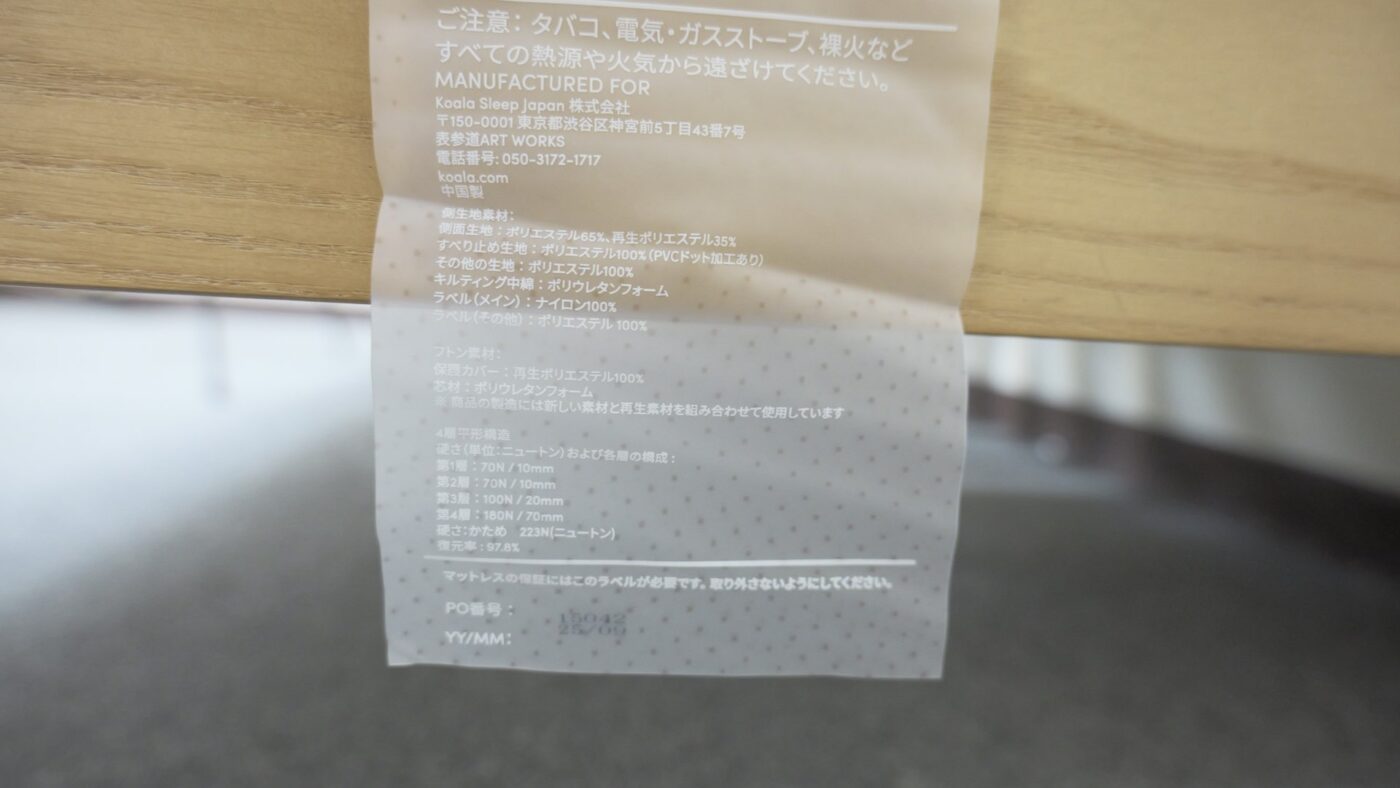 ご注意：タバコ、電気・ガスストーブ、裸火など
すべての熱源や火気から遠ざけてください。
MANUFACTURED FOR
Koala Sleep Japan 株式会社
〒150-0001 東京都渋谷区神宮前5丁目43番7号
表参道ART WORKS
電話番号: 050-3172-1717
koala.com
中国製
側生地素材：
側面生地：ポリエステル65%、再生ポリエステル35%
すべり止め生地：ポリエステル100%（PVCドット加工あり）
その他の生地：ポリエステル100%
キルティング中綿：ポリウレタンフォーム
ラベル（メイン）：ナイロン100%
ラベル（その他）：ポリエステル 100%
フトン素材：
保護カバー：再生ポリエステル100%
芯材：ポリウレタンフォーム
※ 商品の製造には新しい素材と再生素材を組み合わせて使用しています
4層平形構造
硬さ（単位：ニュートン）および各層の構成：
第1層：70N / 10mm
第2層：70N / 10mm
第3層：100N / 20mm
第4層：180N / 70mm
硬さ：かため 223N(ニュートン)
復元率：97.8%
マットレスの保証にはこのラベルが必要です。取り外さないようにしてください。
PO番号： 15042
YY/MM： 25/09